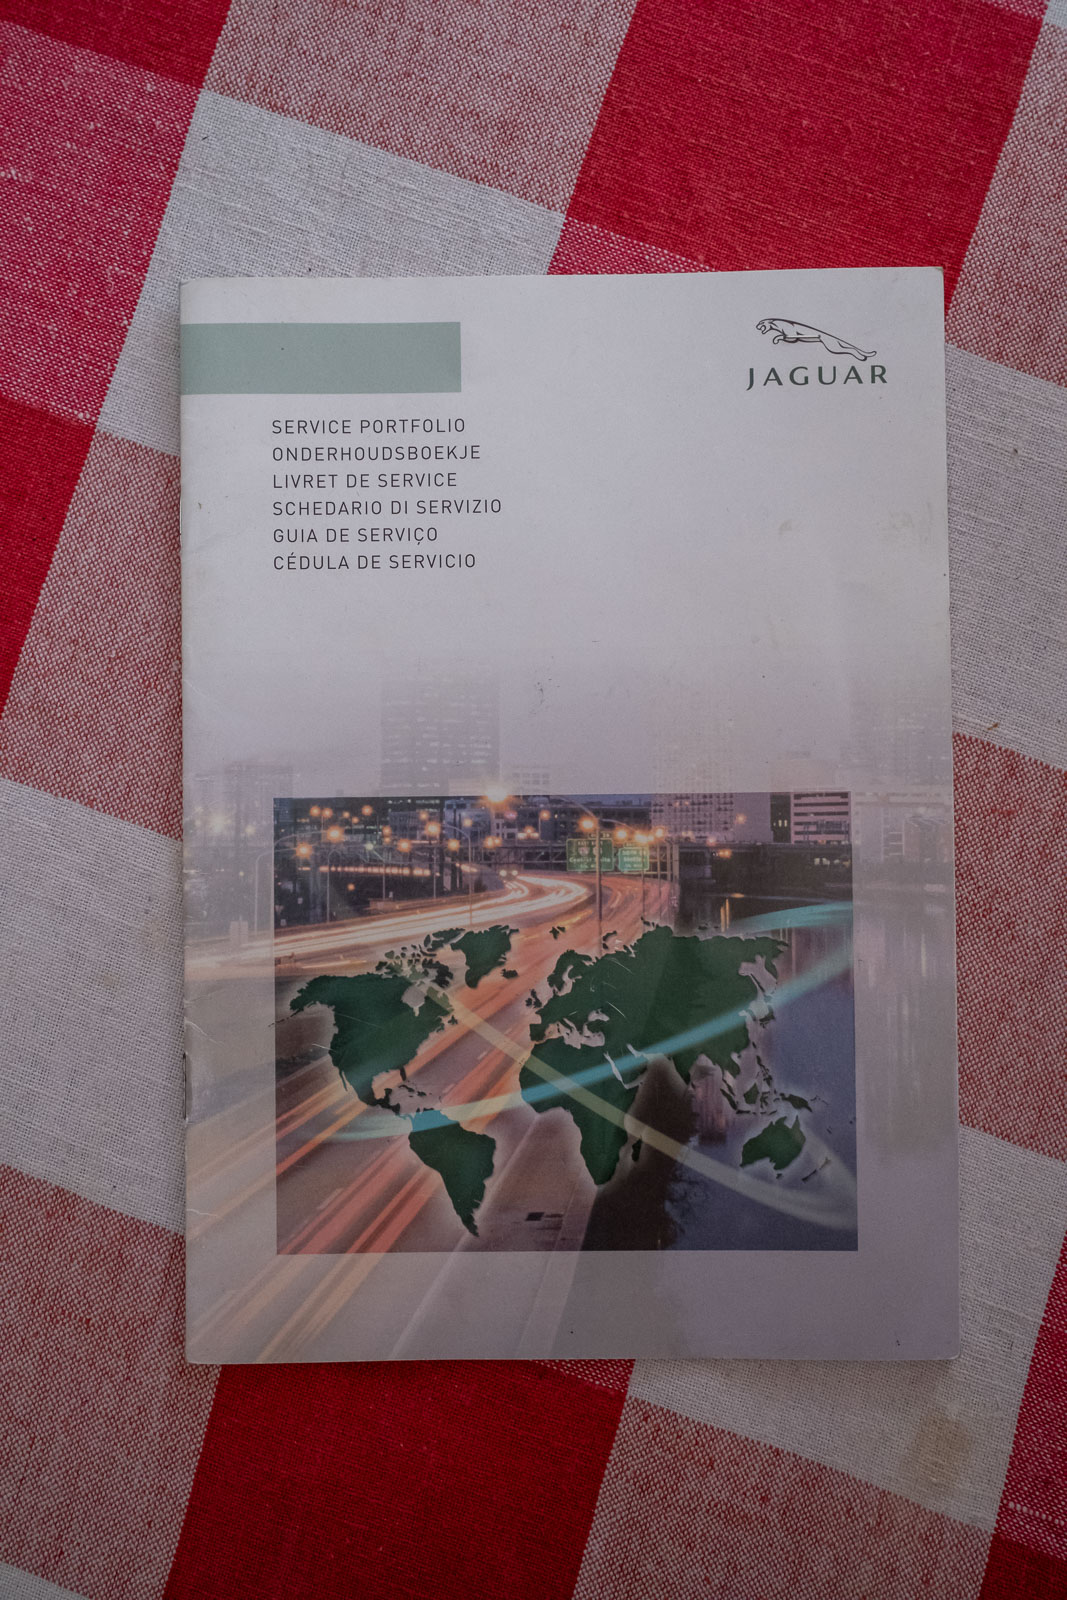 JAGUAR
SERVICE PORTFOLIO
ONDERHOUDSBOEKJE
LIVRET DE SERVICE
SCHEDARIO DI SERVIZIO
GUIA DE SERVIÇO
CÉDULA DE SERVICIO